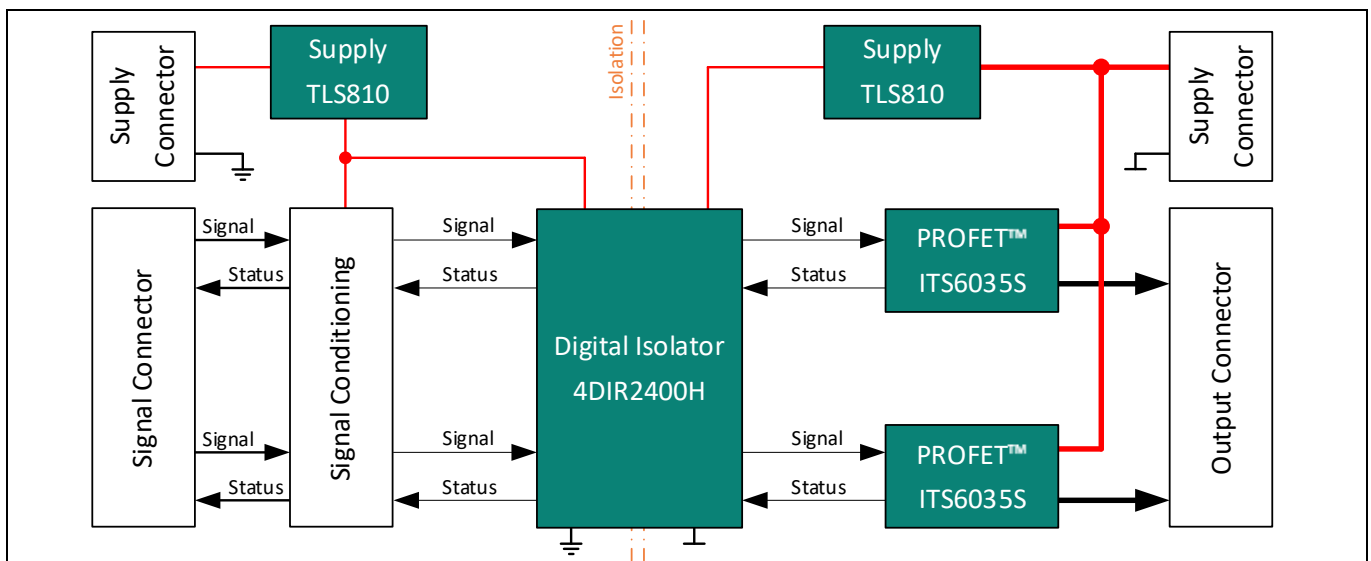 Supply
Connector
Supply
TLS810
Isolation
Supply
TLS810
Supply
Connector
Signal Connector
Signal
Status
Signal
Status
Signal Conditioning
Signal
Status
Signal
Status
Digital Isolator
4DIR2400H
Signal
Status
Signal
Status
PROFET™
ITS6035S
PROFET™
ITS6035S
Output Connector